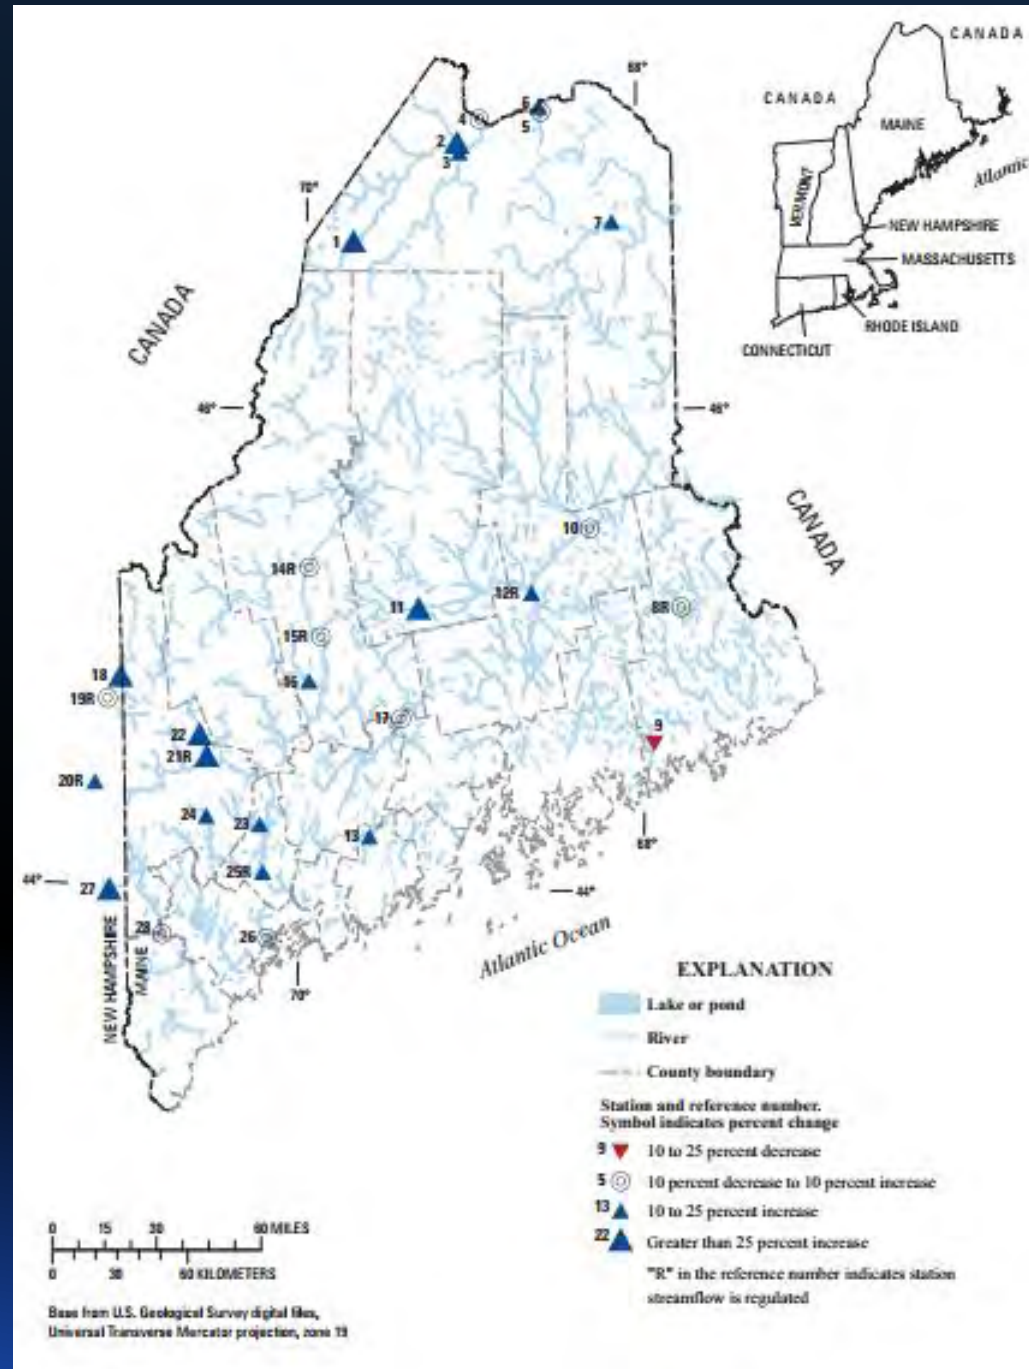 CANADA
68°
CANADA
6
4
5
MAINE
2
3
70°
VERMONT
Atlantic
7
NEW HAMPSHIRE
1
MASSACHUSETTS
CANADA
RHODE ISLAND
CONNECTICUT
46°
46°
CANADA
10
14R
12R
11
8R
15R
18
16
19R
17
9
22
21R
20R
24
23
13
68°
25R
44°
27
44°
28
26
Atlantic Ocean
NEW HAMPSHIRE
MAINE
70°
EXPLANATION
Lake or pond
River
County boundary
Station and reference number.
Symbol indicates percent change
9 10 to 25 percent decrease
5 10 percent decrease to 10 percent increase
13 10 to 25 percent increase
22 Greater than 25 percent increase
"R" in the reference number indicates station
streamflow is regulated
0 15 30 60 MILES
0 30 60 KILOMETERS
Base from U.S. Geological Survey digital files,
Universal Transverse Mercator projection, zone 19